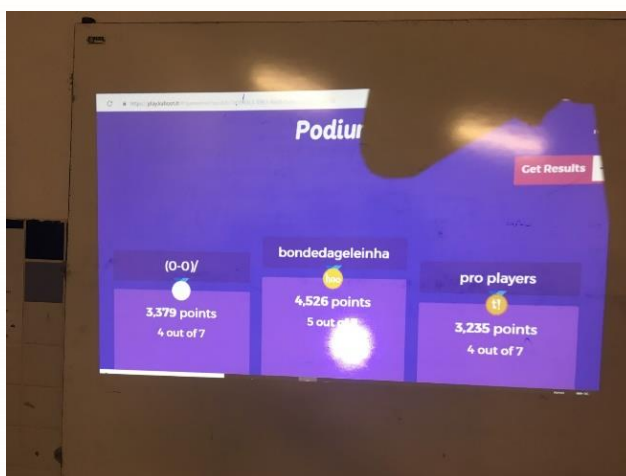 Podiu
Get Results
bondedageleinha
(0-0)/
pro players
4,526 points
3,379 points
3,235 points
5 out
4 out of 7
4 out of 7